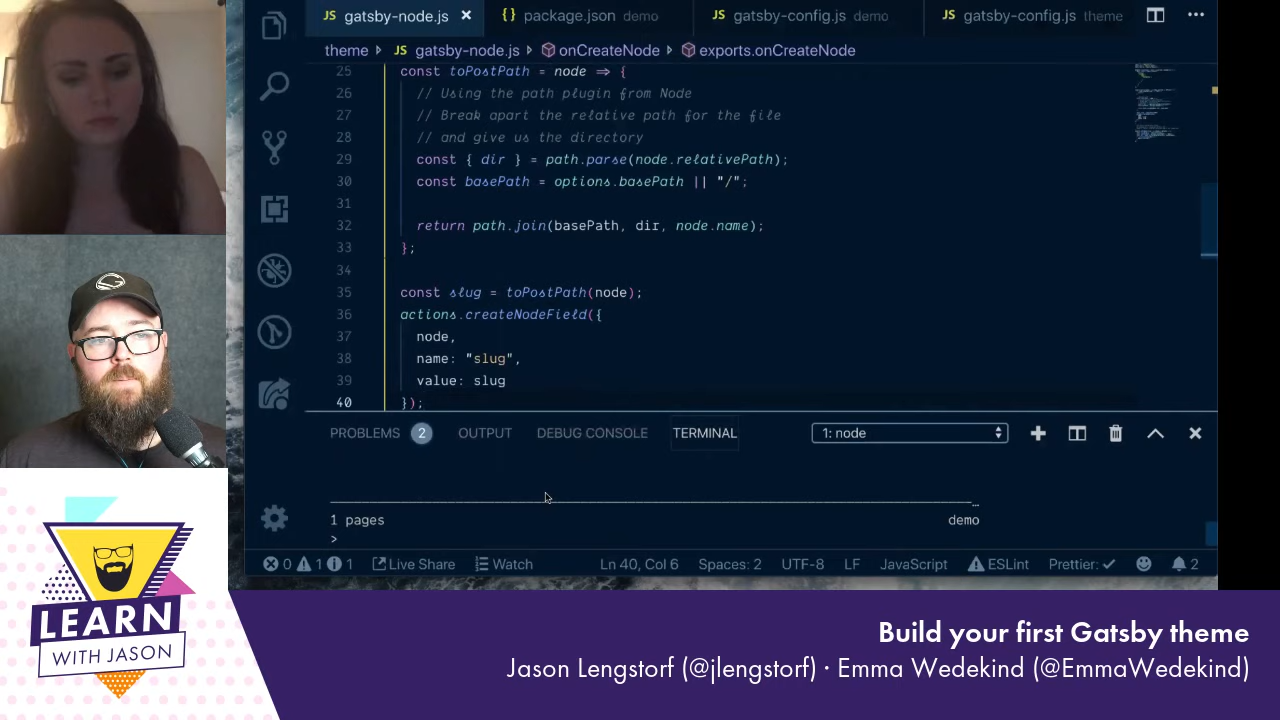 JS gatsby-node.js ×
{} package.json demo
JS gatsby-config.js demo
JS gatsby-config.js theme
theme JS gatsby-node.js onCreateNode exports.onCreateNode
25 const toPostPath = node => {
26 // Using the path plugin from Node
27 // Break apart the relative path for the file
28 // and give us the directory
29 const { dir } = path.parse(node.relativePath);
30 const basePath = options.basePath || "/";
31
32 return path.join(basePath, dir, node.name);
33 };
34
35 const slug = toPostPath(node);
36 actions.createNodeField({
37 node,
38 name: "slug",
39 value: slug
40 });
PROBLEMS 2 OUTPUT DEBUG CONSOLE TERMINAL 1: node
1 pages demo
>
0 1 1 Live Share Watch Ln 40, Col 6 Spaces: 2 UTF-8 LF JavaScript ESLint Prettier: ✓ 2
LEARN
WITH JASON
Build your first Gatsby theme
Jason Lengstorf (@jlengstorf) · Emma Wedekind (@EmmaWedekind)